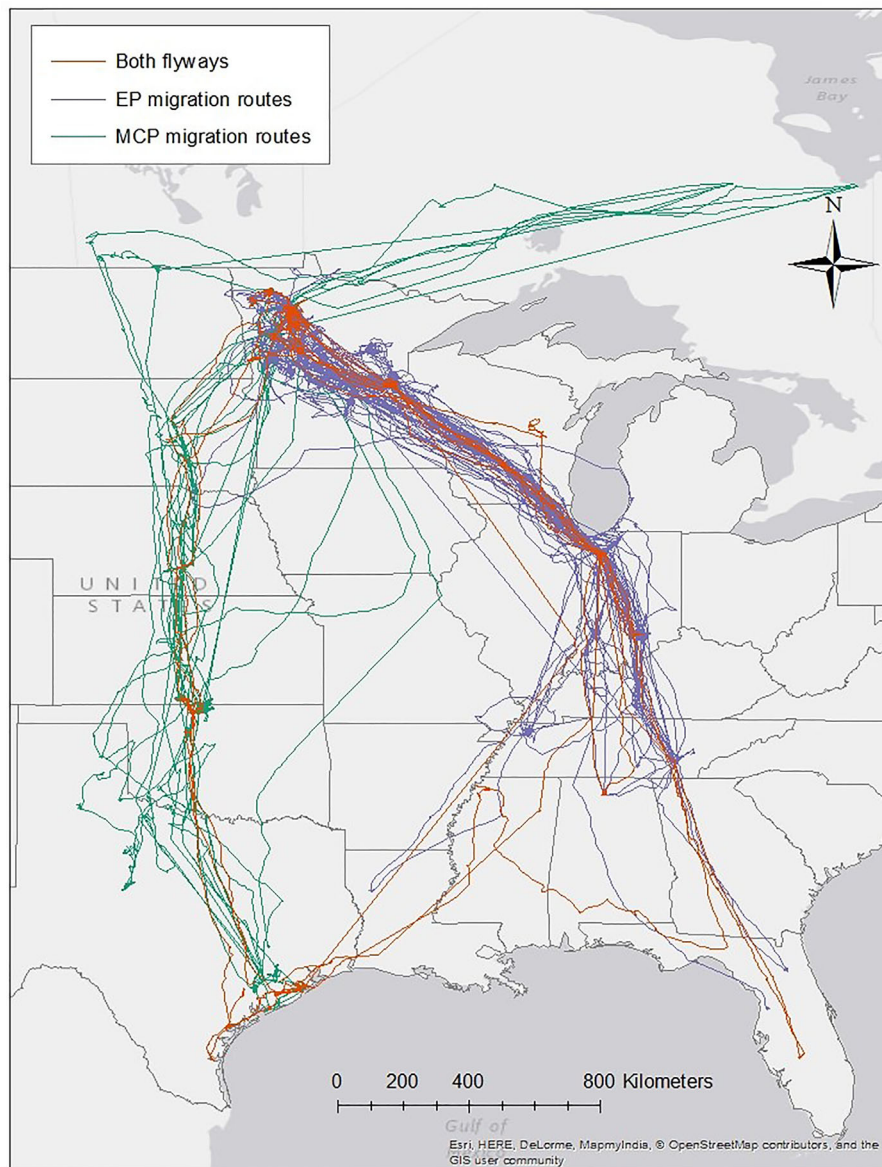 Both flyways
EP migration routes
MCP migration routes
James
Bay
N
UNITED
STATES
0 200 400 800 Kilometers
Gulf of
Mexico
Esri, HERE, DeLorme, MapmyIndia, © OpenStreetMap contributors, and the
GIS user community